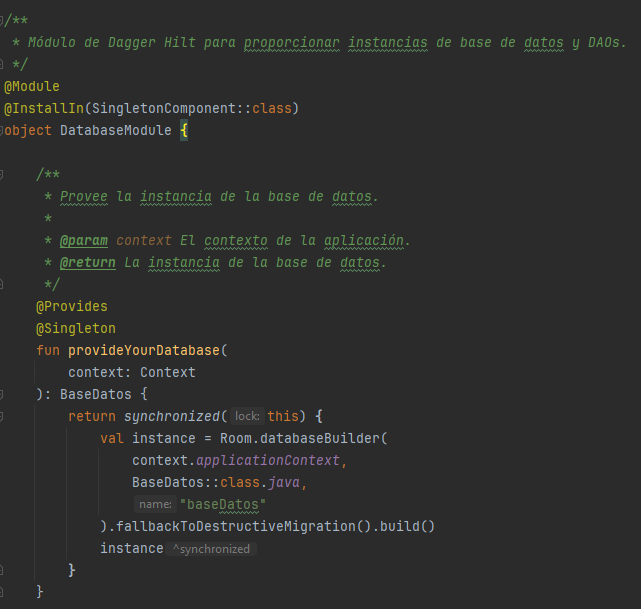 /**
 * Módulo de Dagger Hilt para proporcionar instancias de base de datos y DAOs.
 */
@Module
@InstallIn(SingletonComponent::class)
object DatabaseModule {
    /**
     * Provee la instancia de la base de datos.
     *
     * @param context El contexto de la aplicación.
     * @return La instancia de la base de datos.
     */
    @Provides
    @Singleton
    fun provideYourDatabase(
        context: Context
    ): BaseDatos {
        return synchronized( lock: this) {
            val instance = Room.databaseBuilder(
                context.applicationContext,
                BaseDatos::class.java,
                name: "baseDatos"
            ).fallbackToDestructiveMigration().build()
            instance ^synchronized
        }
    }